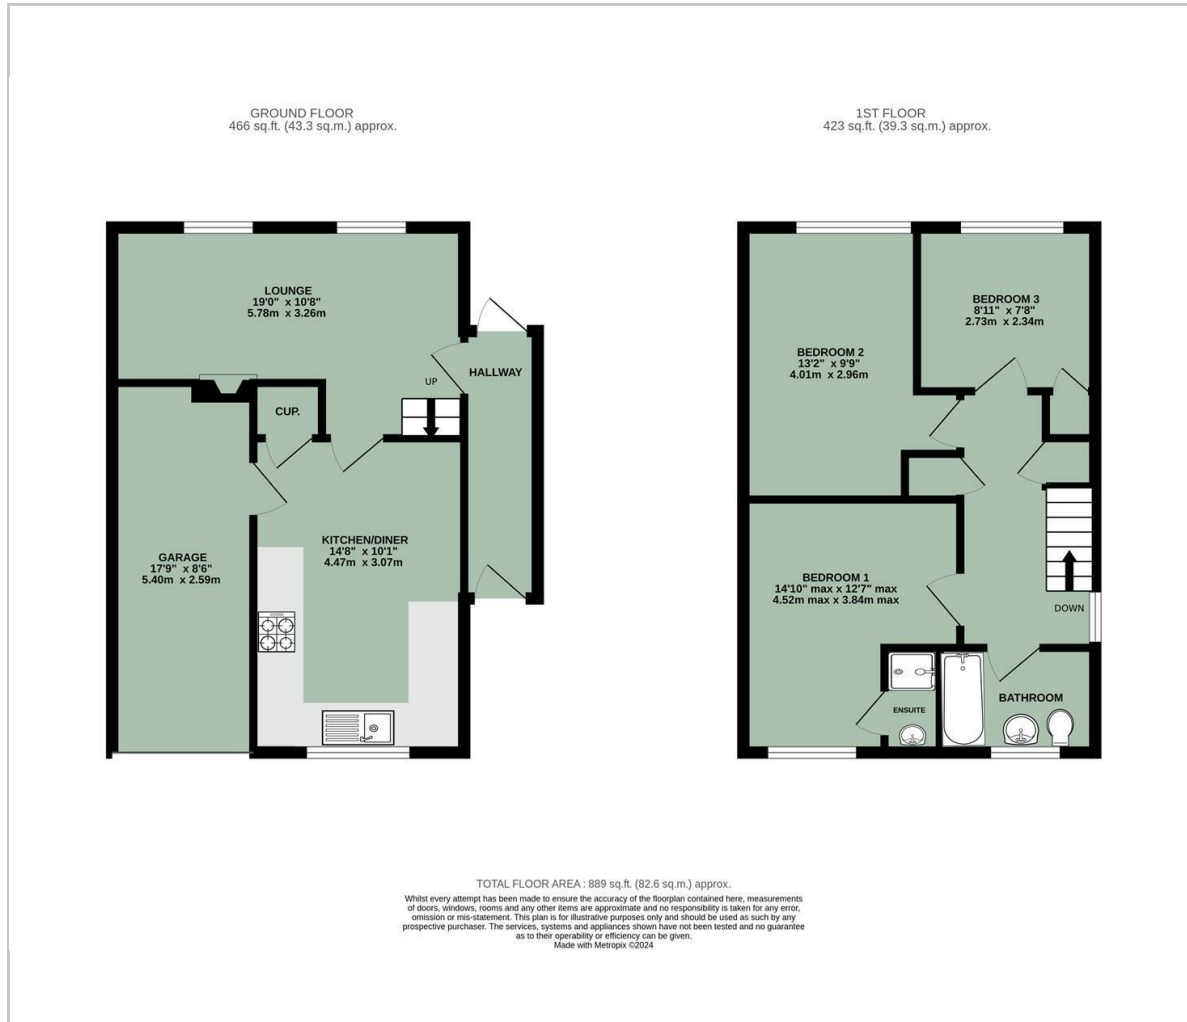 GROUND FLOOR
466 sq.ft. (43.3 sq.m.) approx.
1ST FLOOR
423 sq.ft. (39.3 sq.m.) approx.
LOUNGE
19'0" x 10'8"
5.78m x 3.26m
HALLWAY
UP
CUP.
KITCHEN/DINER
14'8" x 10'1"
4.47m x 3.07m
GARAGE
17'9" x 8'6"
5.40m x 2.59m
BEDROOM 3
8'11" x 7'8"
2.73m x 2.34m
BEDROOM 2
13'2" x 9'9"
4.01m x 2.96m
BEDROOM 1
14'10" max x 12'7" max
4.52m max x 3.84m max
DOWN
BATHROOM
ENSUITE
TOTAL FLOOR AREA : 889 sq.ft. (82.6 sq.m.) approx.
Whilst every attempt has been made to ensure the accuracy of the floorplan contained here, measurements
of doors, windows, rooms and any other items are approximate and no responsibility is taken for any error,
omission or mis-statement. This plan is for illustrative purposes only and should be used as such by any
prospective purchaser. The services, systems and appliances shown have not been tested and no guarantee
as to their operability or efficiency can be given.
Made with Metropix ©2024